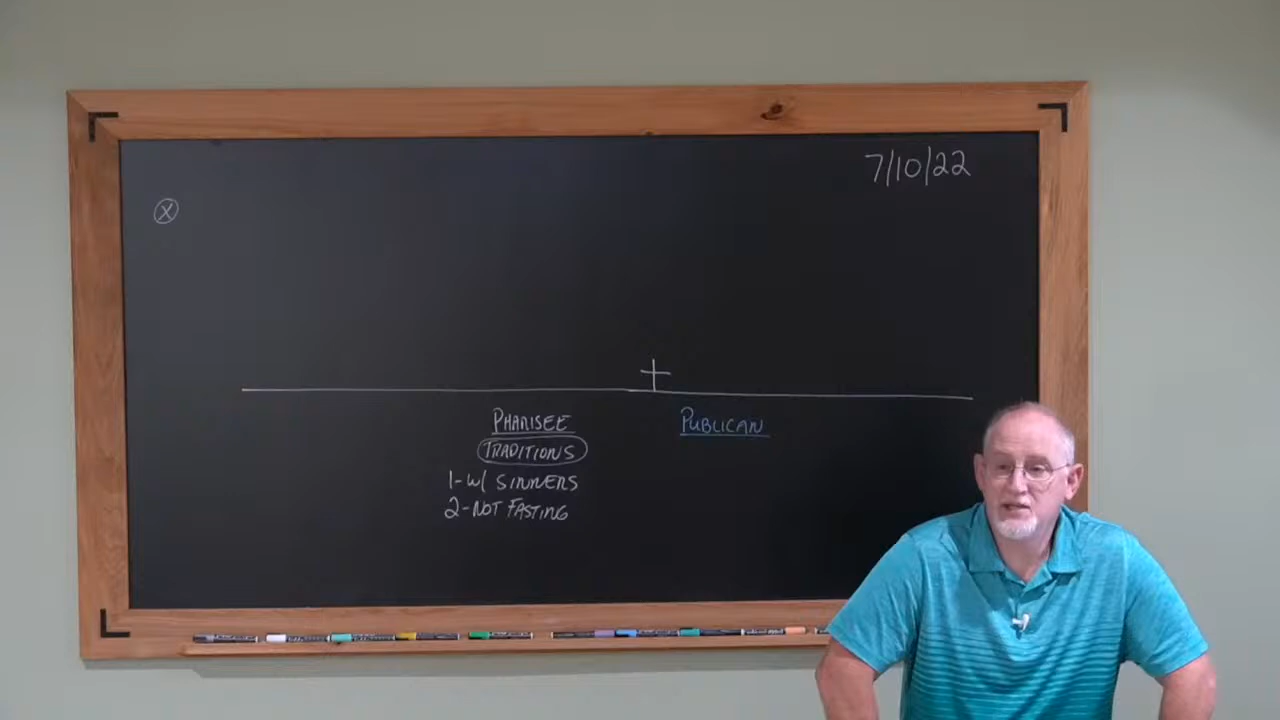 7/10/22
X
PHARISEE
PUBLICAN
TRADITIONS
1-W/ SINNERS
2-NOT FASTING